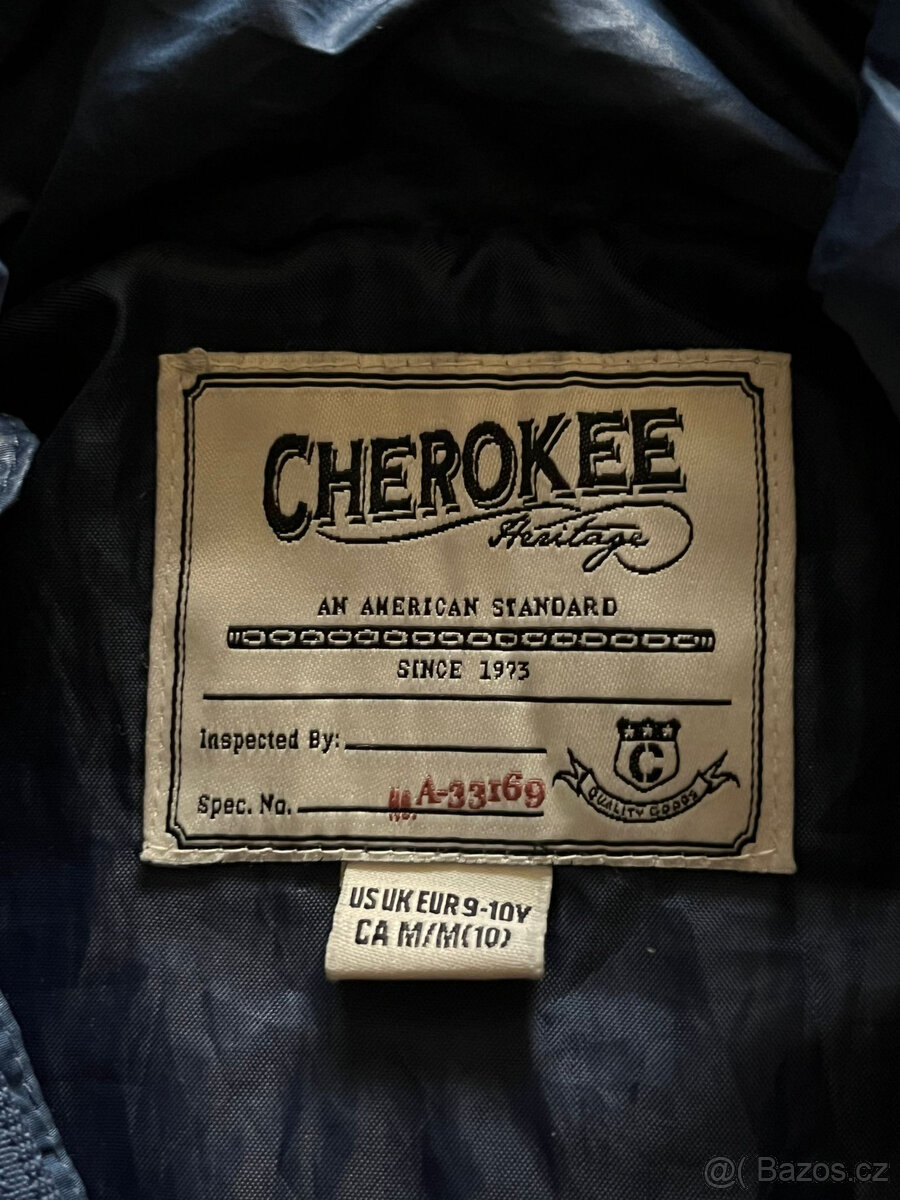 CHEROKEE
Heritage
AN AMERICAN STANDARD
SINCE 1973
Inspected By:
Spec. No. No. A-33169
C
QUALITY GOODS
US UK EUR 9-10Y
CA M/M(10)
@( Bazos.cz